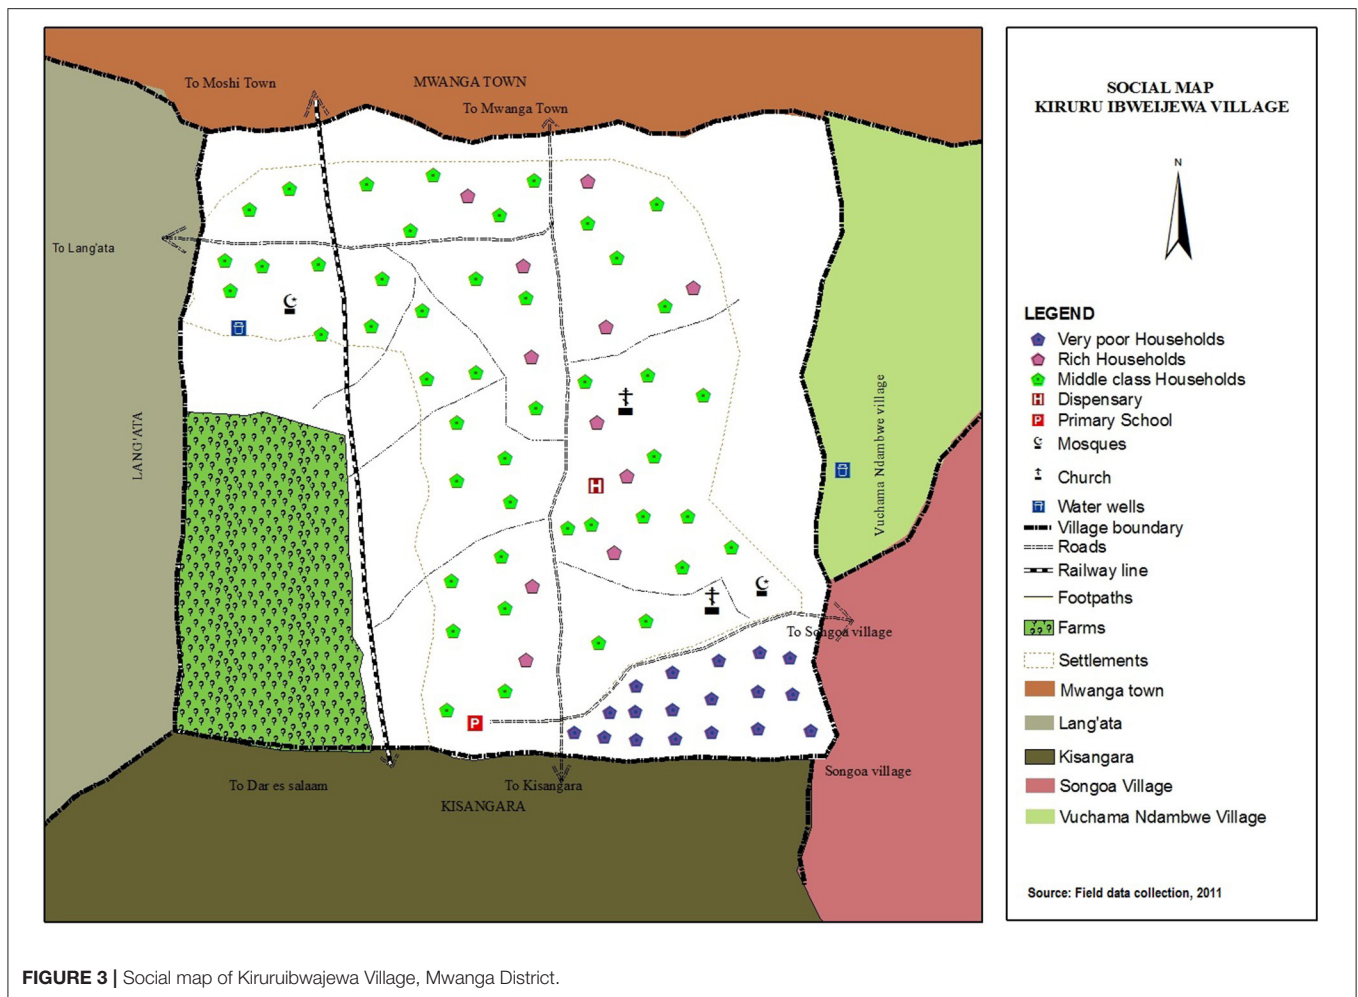 To Moshi Town
MWANGA TOWN
To Mwanga Town
To Lang'ata
LANG'ATA
Vuchama Ndambwe village
H
To Songoa village
P
To Dar es salaam
To Kisangara
KISANGARA
Songoa village
SOCIAL MAP
KIRURU IBWEIJEWA VILLAGE
N
LEGEND
Very poor Households
Rich Households
Middle class Households
H Dispensary
P Primary School
Mosques
Church
Water wells
Village boundary
Roads
Railway line
Footpaths
Farms
Settlements
Mwanga town
Lang'ata
Kisangara
Songoa Village
Vuchama Ndambwe Village
Source: Field data collection, 2011
FIGURE 3 | Social map of Kiruruibwajewa Village, Mwanga District.